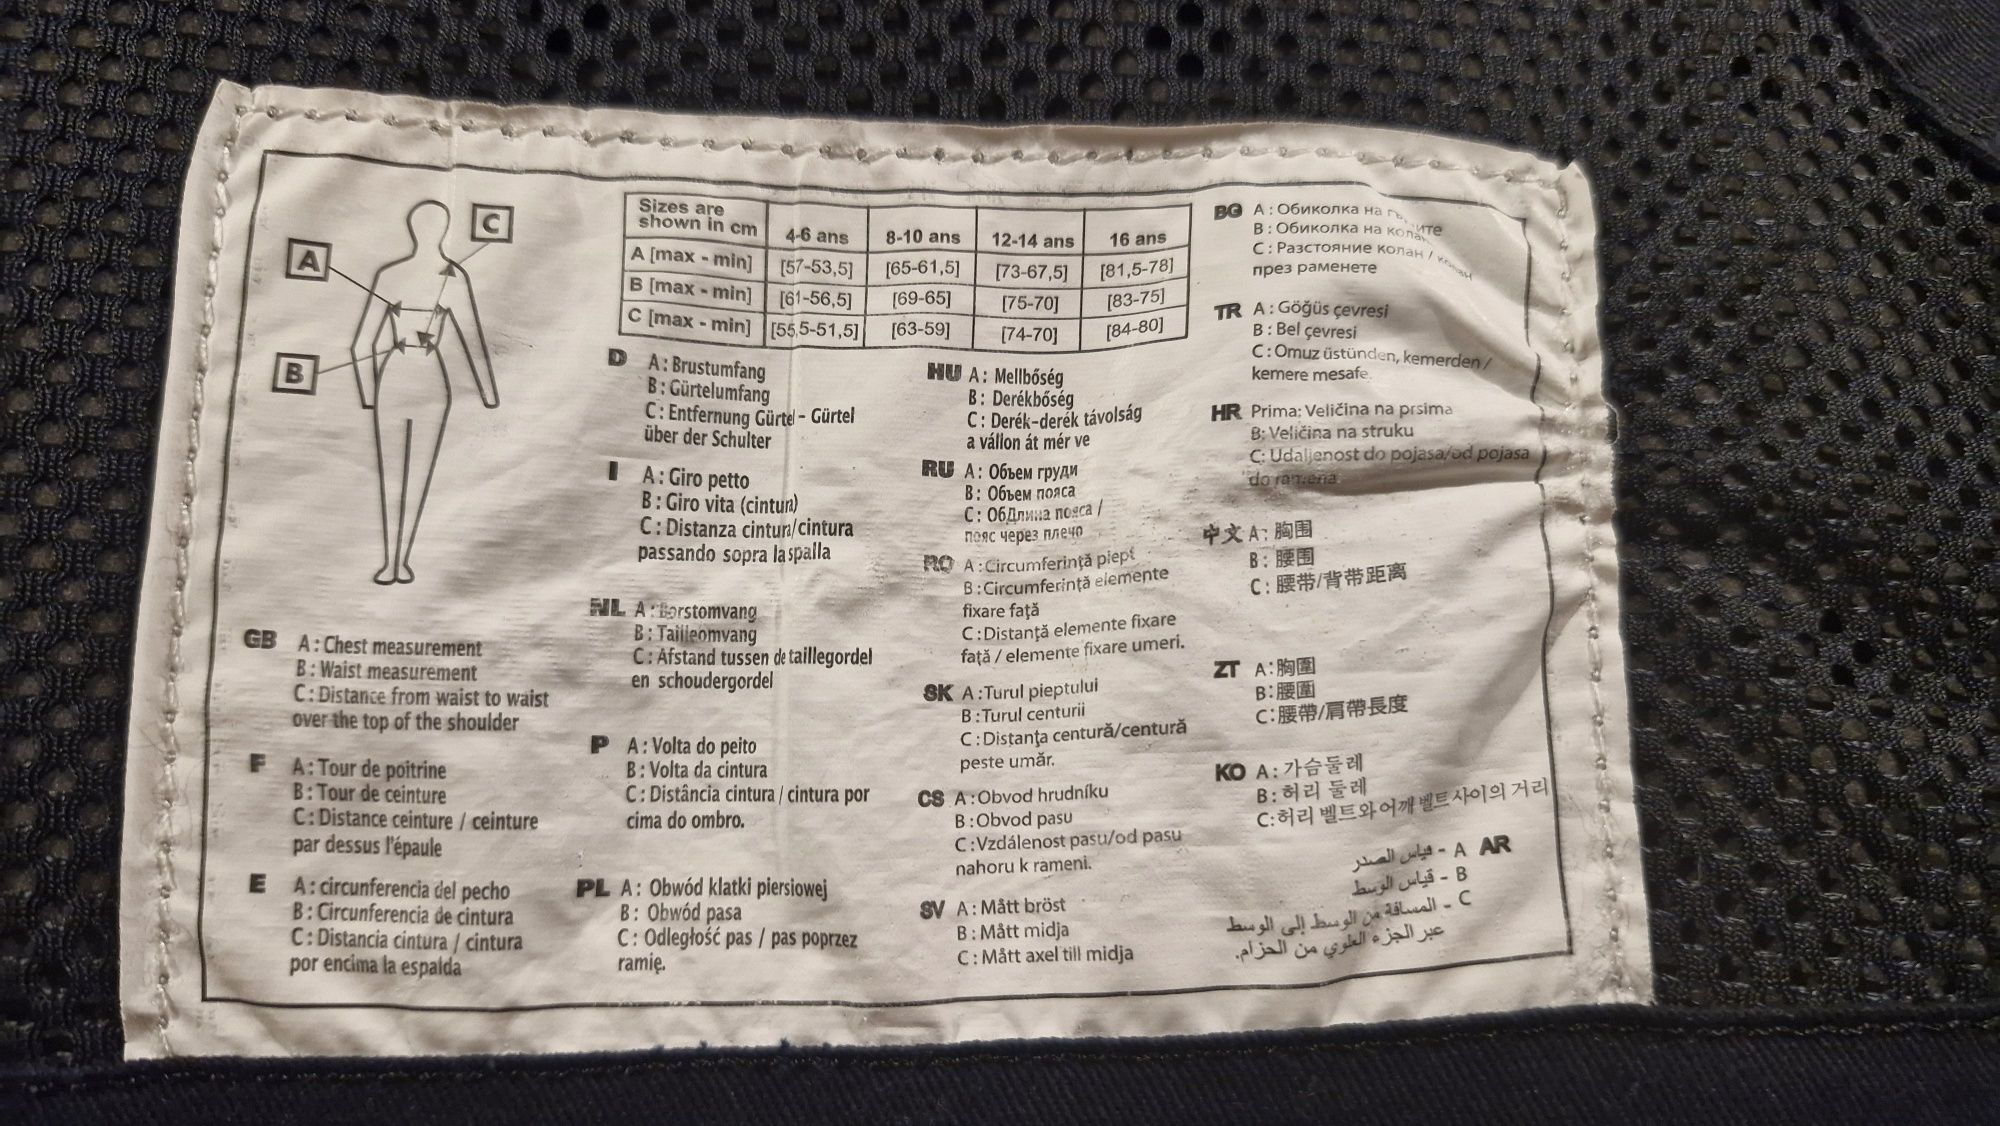 A
C
B
Sizes are shown in cm 4-6 ans 8-10 ans 12-14 ans 16 ans
A [max - min] [57-53,5] [65-61,5] [73-67,5] [81,5-78]
B [max - min] [61-56,5] [69-65] [75-70] [83-75]
C [max - min] [55,5-51,5] [63-59] [74-70] [84-80]
GB A : Chest measurement
B : Waist measurement
C : Distance from waist to waist
over the top of the shoulder
F A : Tour de poitrine
B : Tour de ceinture
C : Distance ceinture / ceinture
par dessus l'épaule
E A : circunferencia del pecho
B : Circunferencia de cintura
C : Distancia cintura / cintura
por encima la espalda
D A : Brustumfang
B : Gürtelumfang
C : Entfernung Gürtel - Gürtel
über der Schulter
I A : Giro petto
B : Giro vita (cintura)
C : Distanza cintura/cintura
passando sopra la spalla
NL A : Borstomvang
B : Tailleomvang
C : Afstand tussen de taillegordel
en schoudergordel
P A : Volta do peito
B : Volta da cintura
C : Distância cintura / cintura por
cima do ombro.
PL A : Obwód klatki piersiowej
B : Obwód pasa
C : Odległość pas / pas poprzez
ramię.
HU A : Mellbőség
B : Derékbőség
C : Derék-derék távolság
a vállon át mér ve
RU A : Объем груди
B : Объем пояса
C : ОбДлина пояса /
пояс через плечо
RO A : Circumferință piept
B : Circumferință elemente
fixare față
C : Distanță elemente fixare
față / elemente fixare umeri.
SK A : Turul pieptului
B : Turul centurii
C : Distanţa centură/centură
peste umăr.
CS A : Obvod hrudníku
B : Obvod pasu
C : Vzdálenost pasu/od pasu
nahoru k rameni.
SV A : Mått bröst
B : Mått midja
C : Mått axel till midja
BG A : Обиколка на
B : Обиколка на колан
C : Разстояние колан / колан
през раменете
TR A : Göğüs çevresi
B : Bel çevresi
C : Omuz üstünden, kemerden /
kemere mesafe.
HR Prima: Veličina na prsima
B: Veličina na struku
C: Udaljenost do pojasa/od pojasa
do ramena.
中文 A : 胸围
B : 腰围
C : 腰带/背带距离
ZT A : 胸圍
B : 腰圍
C : 腰帶/肩帶長度
KO A : 가슴둘레
B : 허리 둘레
C : 허리 벨트와 어깨 벨트사이의 거리
AR A - قياس الصدر
B - قياس الوسط
C - المسافة من الوسط إلى الوسط
عبر الجزء العلوي من الحزام.